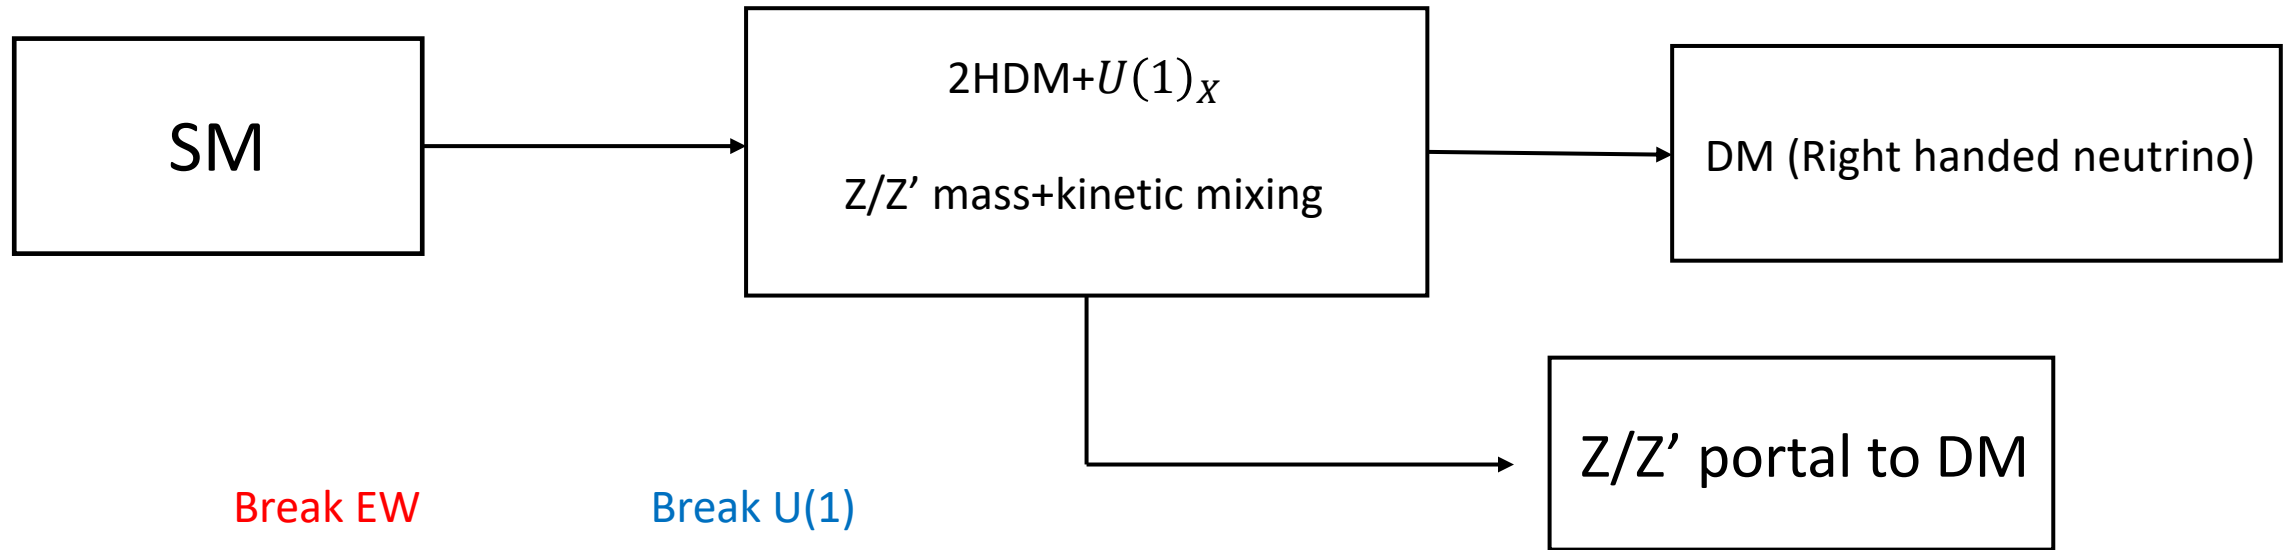 SM
2HDM+𝑈(1)𝑋
Z/Z’ mass+kinetic mixing
DM (Right handed neutrino)
Z/Z’ portal to DM
Break EW
Break U(1)